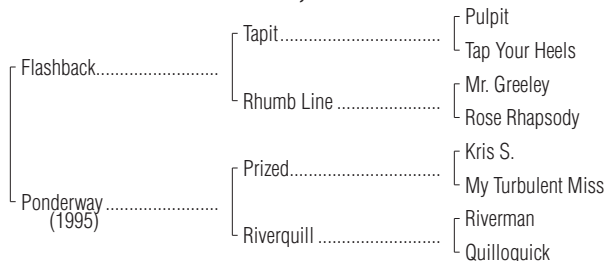 Pulpit
Tapit
Tap Your Heels
Flashback
Mr. Greeley
Rhumb Line
Rose Rhapsody
Kris S.
Prized
My Turbulent Miss
Ponderway
(1995)
Riverman
Riverquill
Quilloquick